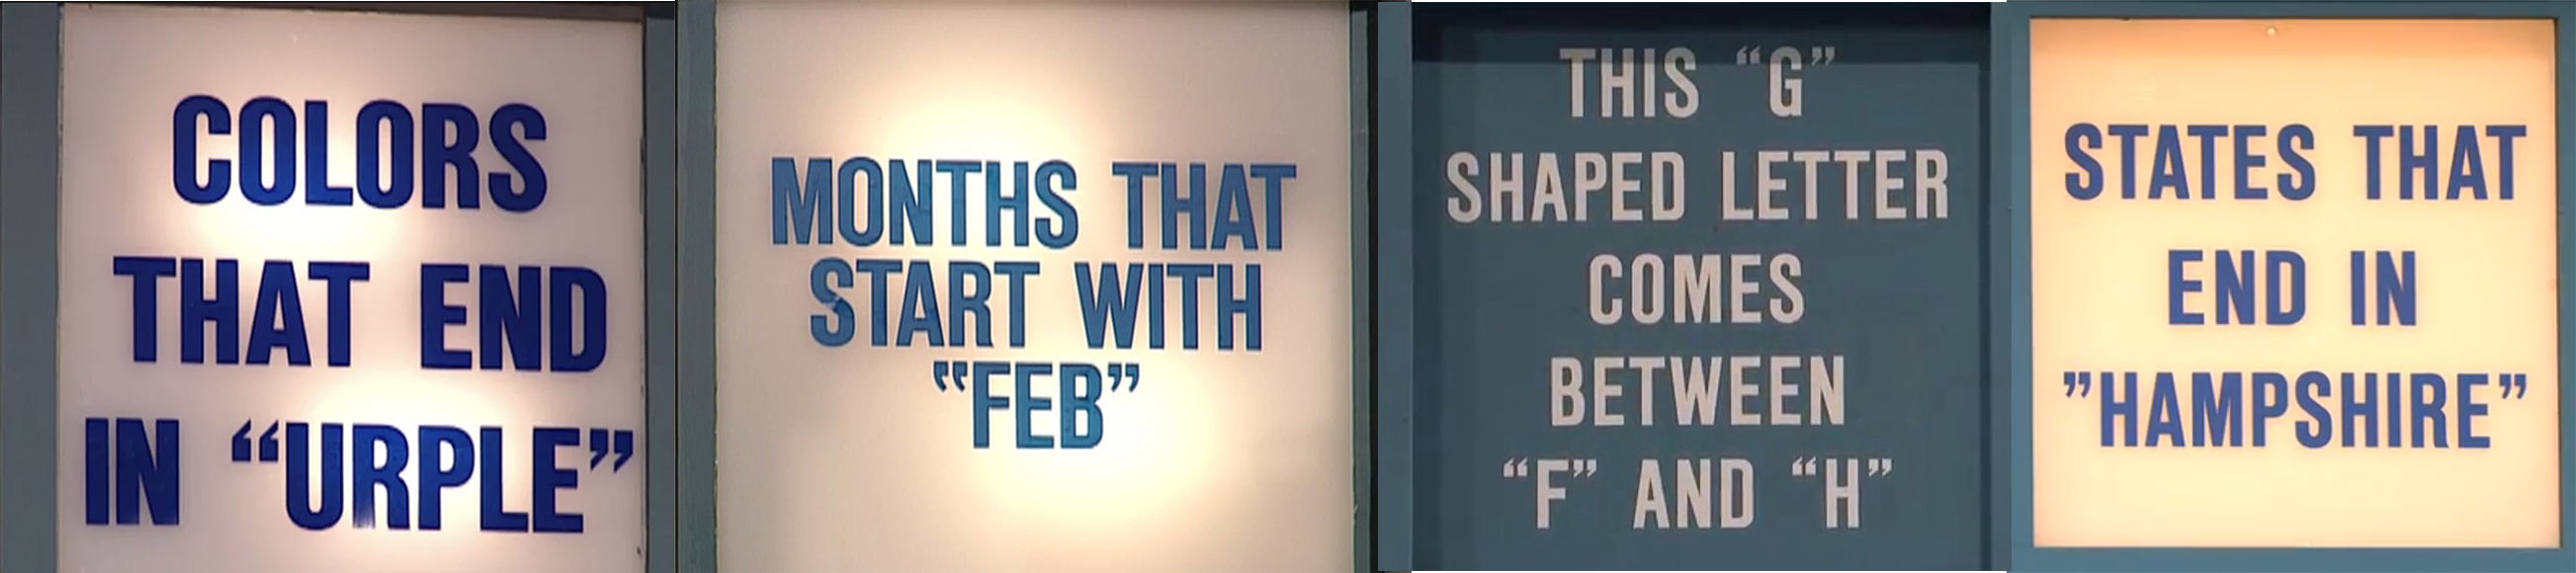 COLORS
THAT END
IN “URPLE”
MONTHS THAT
START WITH
“FEB”
THIS “G”
SHAPED LETTER
COMES
BETWEEN
“F” AND “H”
STATES THAT
END IN
”HAMPSHIRE”